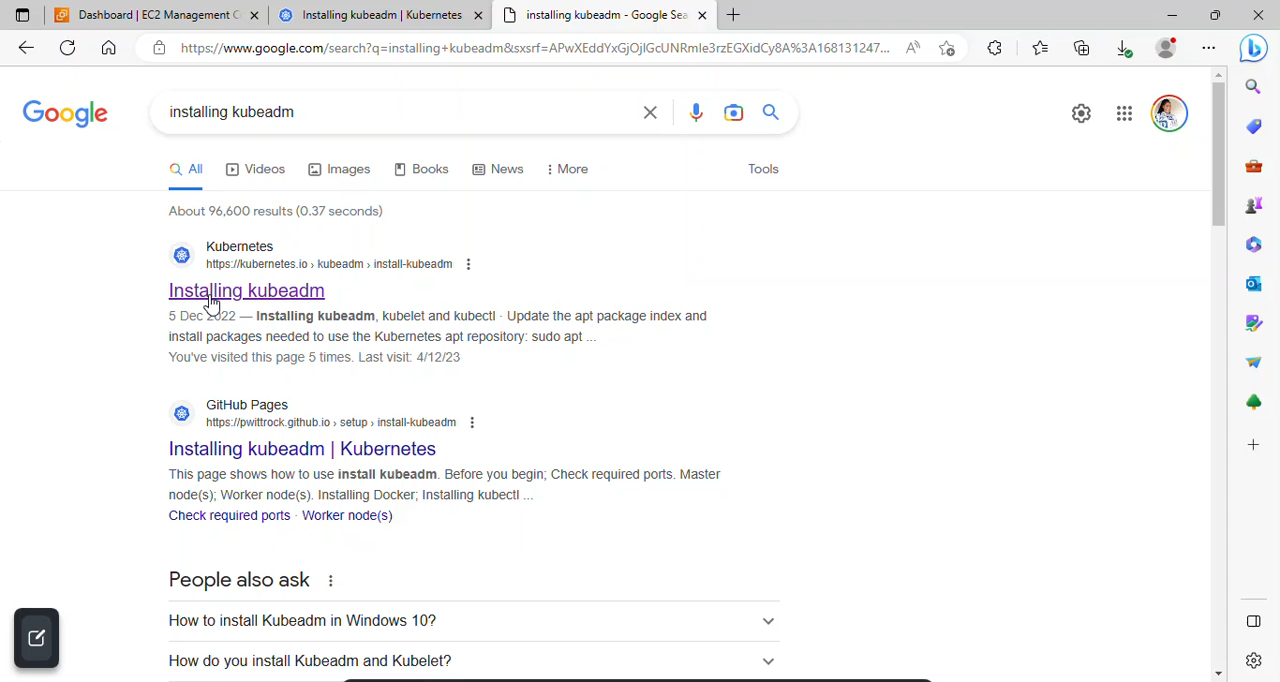 Dashboard | EC2 Management C
Installing kubeadm | Kubernetes
installing kubeadm - Google Sea
https://www.google.com/search?q=installing+kubeadm&sxsrf=APwXEddYxGjOjIGcUNRmIe3rzEGXidCy8A%3A168131247...
Google
installing kubeadm
All
Videos
Images
Books
News
More
Tools
About 96,600 results (0.37 seconds)
Kubernetes
https://kubernetes.io › kubeadm › install-kubeadm
Installing kubeadm
5 Dec 2022 — Installing kubeadm, kubelet and kubectl · Update the apt package index and
install packages needed to use the Kubernetes apt repository: sudo apt ...
You've visited this page 5 times. Last visit: 4/12/23
GitHub Pages
https://pwittrock.github.io › setup › install-kubeadm
Installing kubeadm | Kubernetes
This page shows how to use install kubeadm. Before you begin; Check required ports. Master
node(s); Worker node(s). Installing Docker; Installing kubectl ...
Check required ports · Worker node(s)
People also ask
How to install Kubeadm in Windows 10?
How do you install Kubeadm and Kubelet?